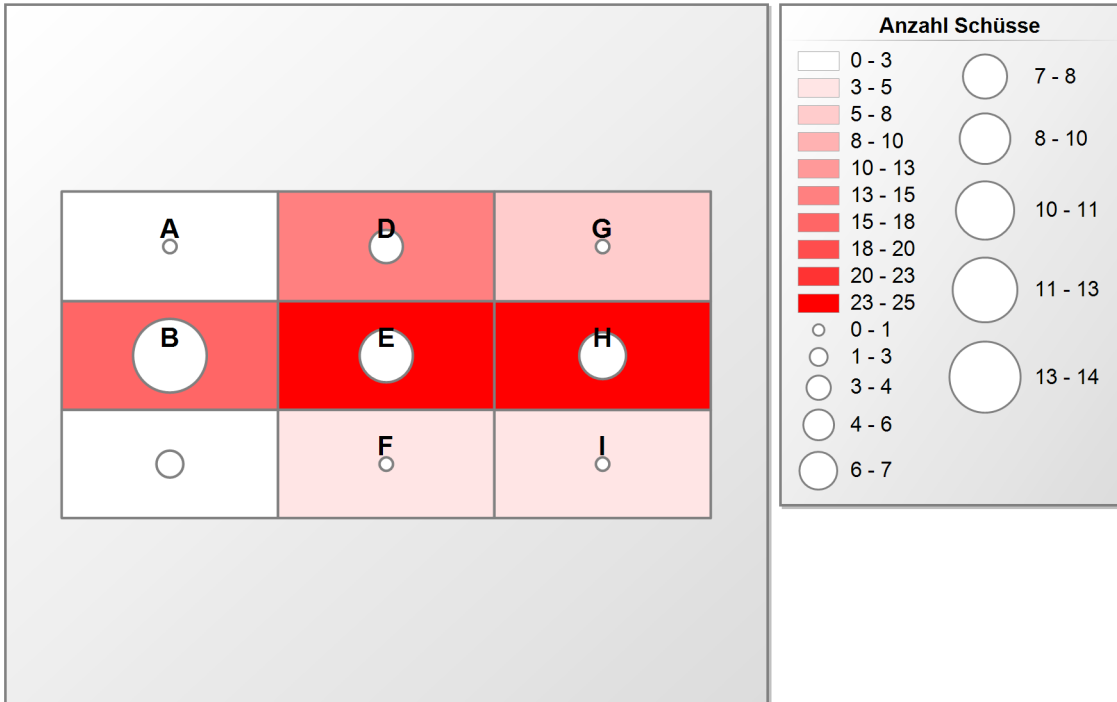 Anzahl Schüsse
0 - 3
3 - 5
5 - 8
8 - 10
10 - 13
13 - 15
15 - 18
18 - 20
20 - 23
23 - 25
0 - 1
1 - 3
3 - 4
4 - 6
6 - 7
7 - 8
8 - 10
10 - 11
11 - 13
13 - 14
A D G
B E H
F I